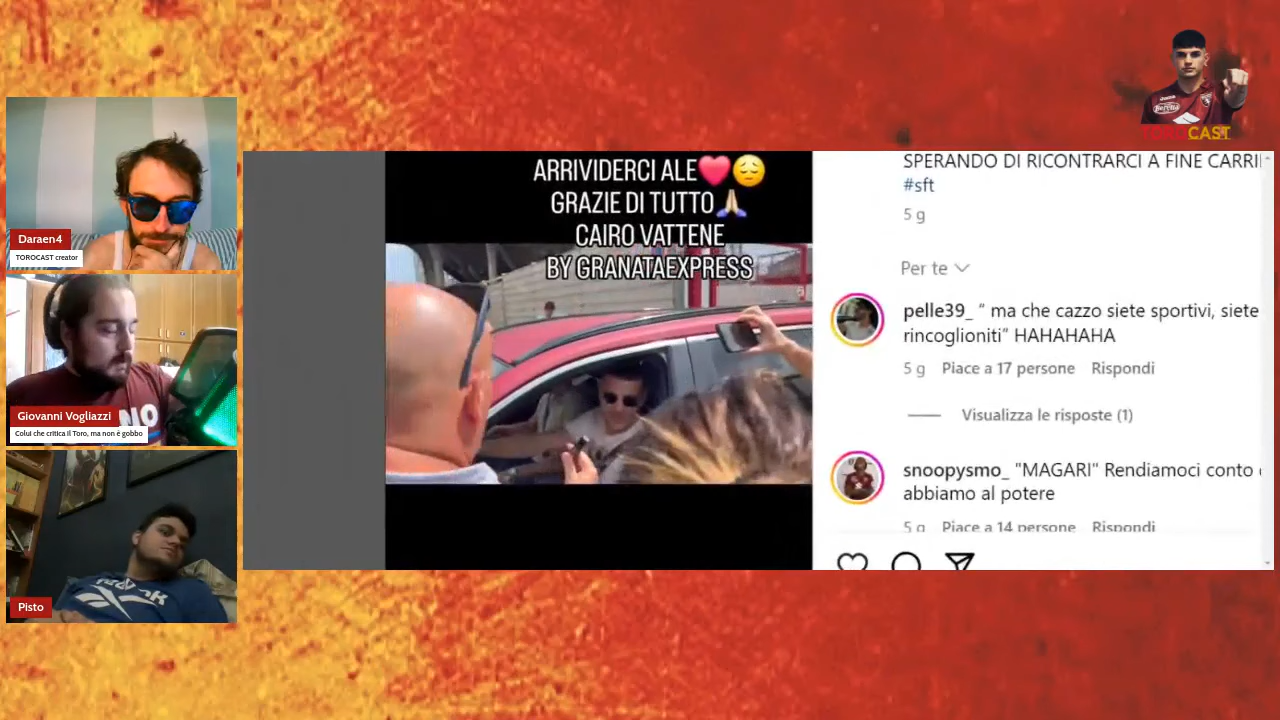 TOROCAST
Daraen4
TOROCAST creator
NO
Giovanni Vogliazzi
Colui che critica il Toro, ma non è gobbo
Pisto
ARRIVIDERCI ALE❤️😔
GRAZIE DI TUTTO🙏🏻
CAIRO VATTENE
BY GRANATAEXPRESS
SPERANDO DI RICONTRARCI A FINE CARRI
#sft
5 g
Per te
pelle39_ " ma che cazzo siete sportivi, siete
rincoglioniti" HAHAHAHA
5 g Piace a 17 persone Rispondi
Visualizza le risposte (1)
snoopysmo_ "MAGARI" Rendiamoci conto
abbiamo al potere
5 g Piace a 14 persone Rispondi